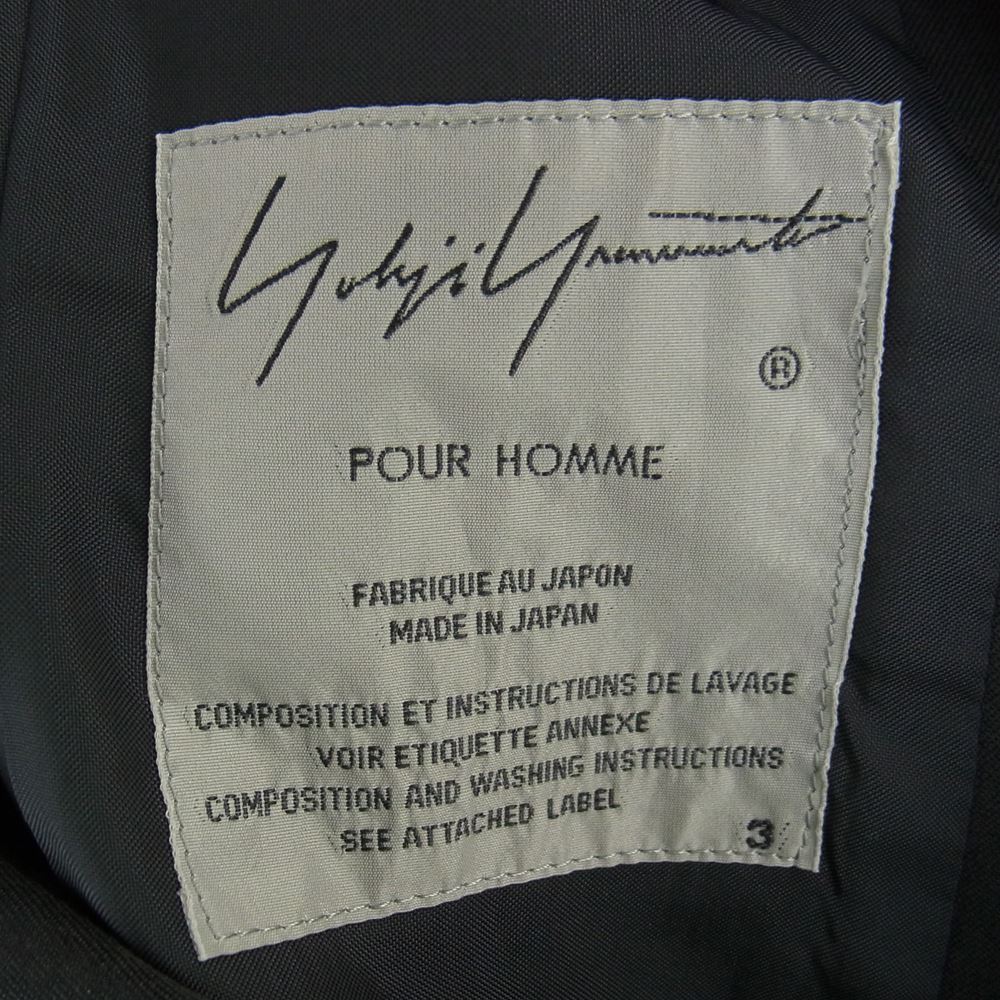 Yohji Yamamoto
®
POUR HOMME
FABRIQUE AU JAPON
MADE IN JAPAN
COMPOSITION ET INSTRUCTIONS DE LAVAGE
VOIR ETIQUETTE ANNEXE
COMPOSITION AND WASHING INSTRUCTIONS
SEE ATTACHED LABEL
3